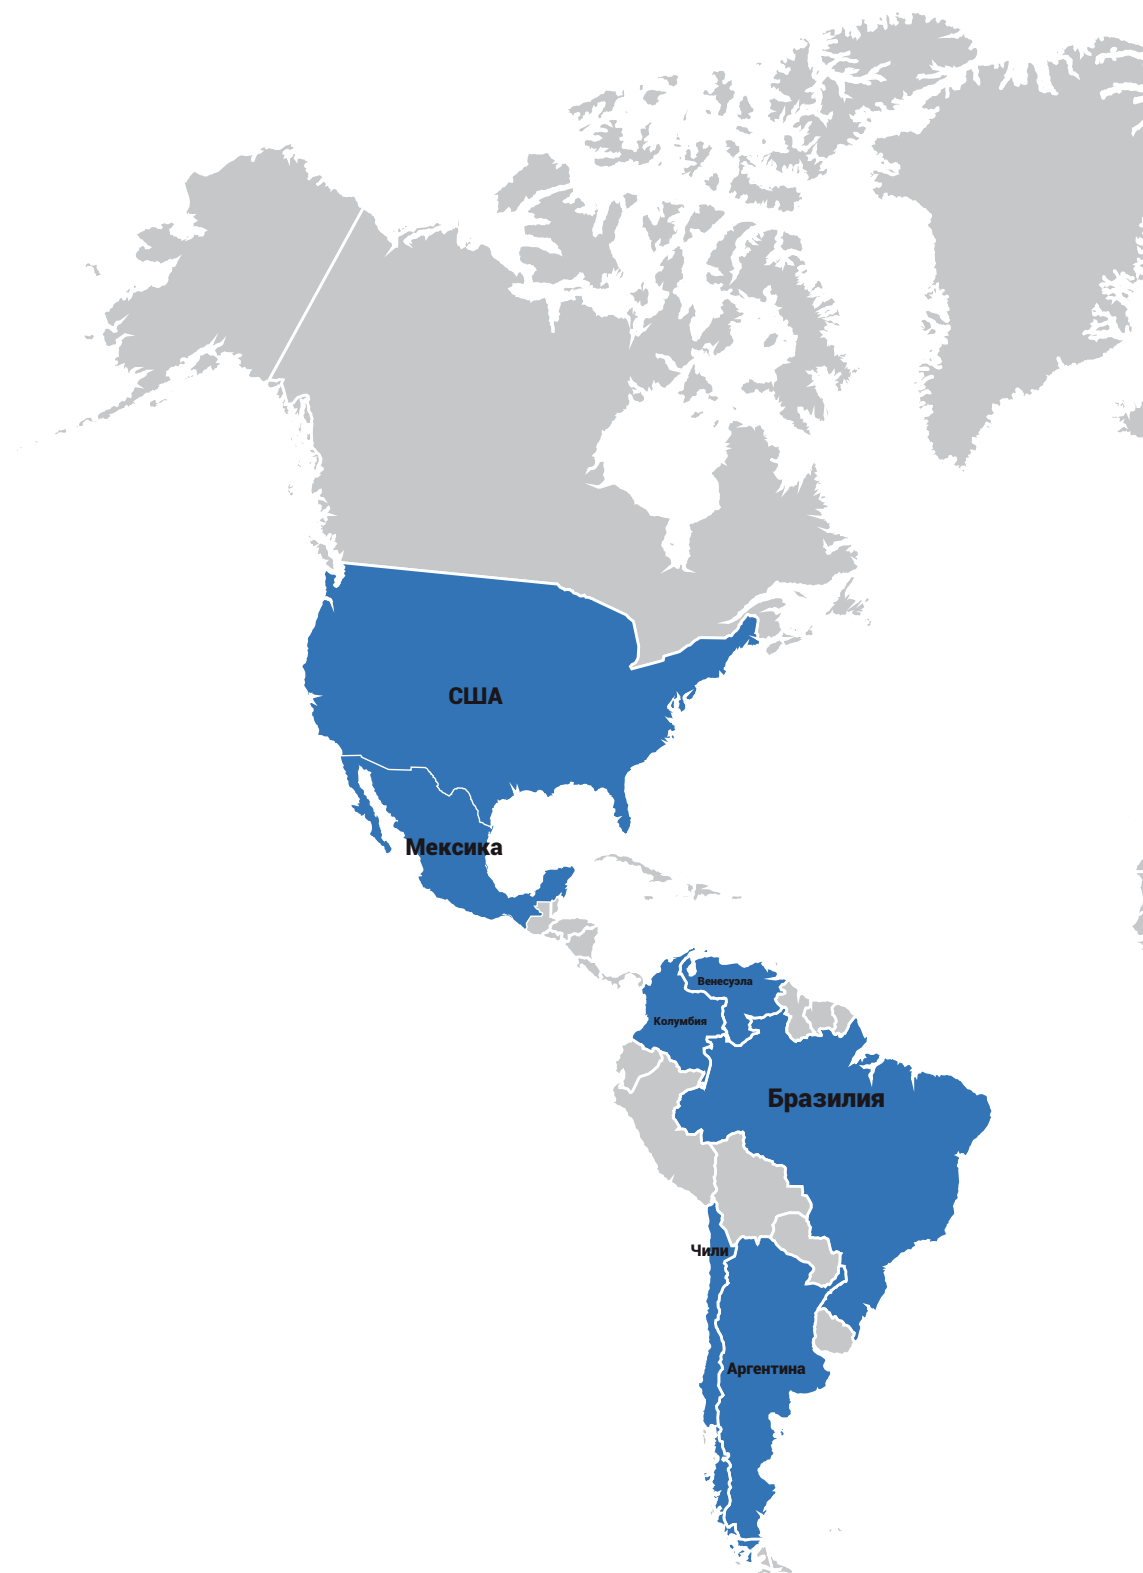 США
Мексика
Венесуэла
Колумбия
Бразилия
Чили
Аргентина